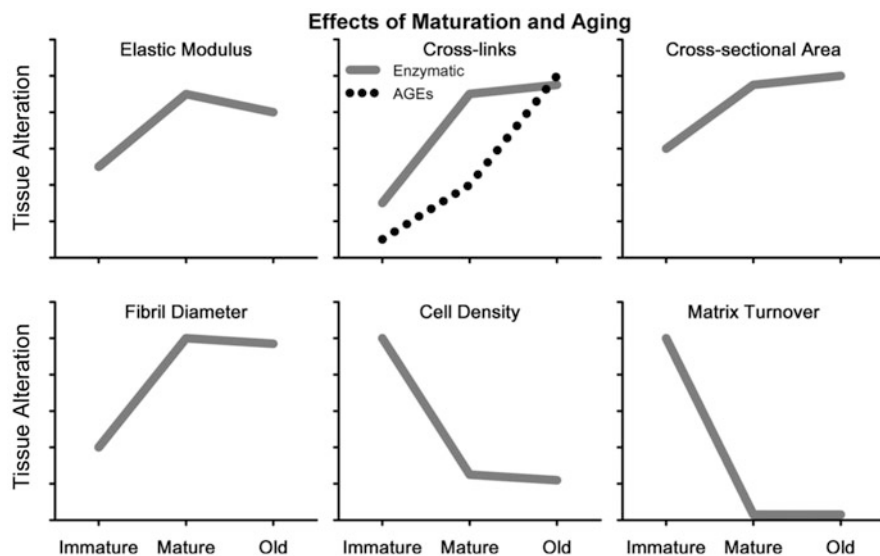 Effects of Maturation and Aging
Elastic Modulus
Cross-links
Cross-sectional Area
Enzymatic
AGEs
Tissue Alteration
Fibril Diameter
Cell Density
Matrix Turnover
Tissue Alteration
Immature Mature Old
Immature Mature Old
Immature Mature Old